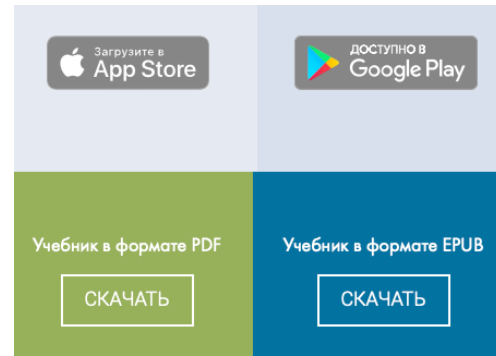 Загрузите в
App Store
ДОСТУПНО В
Google Play
Учебник в формате PDF
Учебник в формате EPUB
СКАЧАТЬ
СКАЧАТЬ